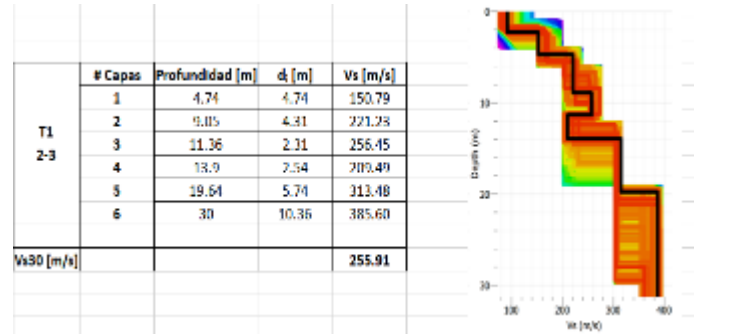 # Capas Profundidad [m] dᵢ [m] Vs [m/s]
T1
2-3
1 4.74 4.74 150.79
2 9.05 4.31 221.23
3 11.36 2.31 256.45
4 13.9 2.54 209.49
5 19.64 5.74 313.48
6 30 10.36 385.60
Vs30 [m/s] 255.91
0
10
20
30
Depth (m)
100 200 300 400
Vs (m/s)